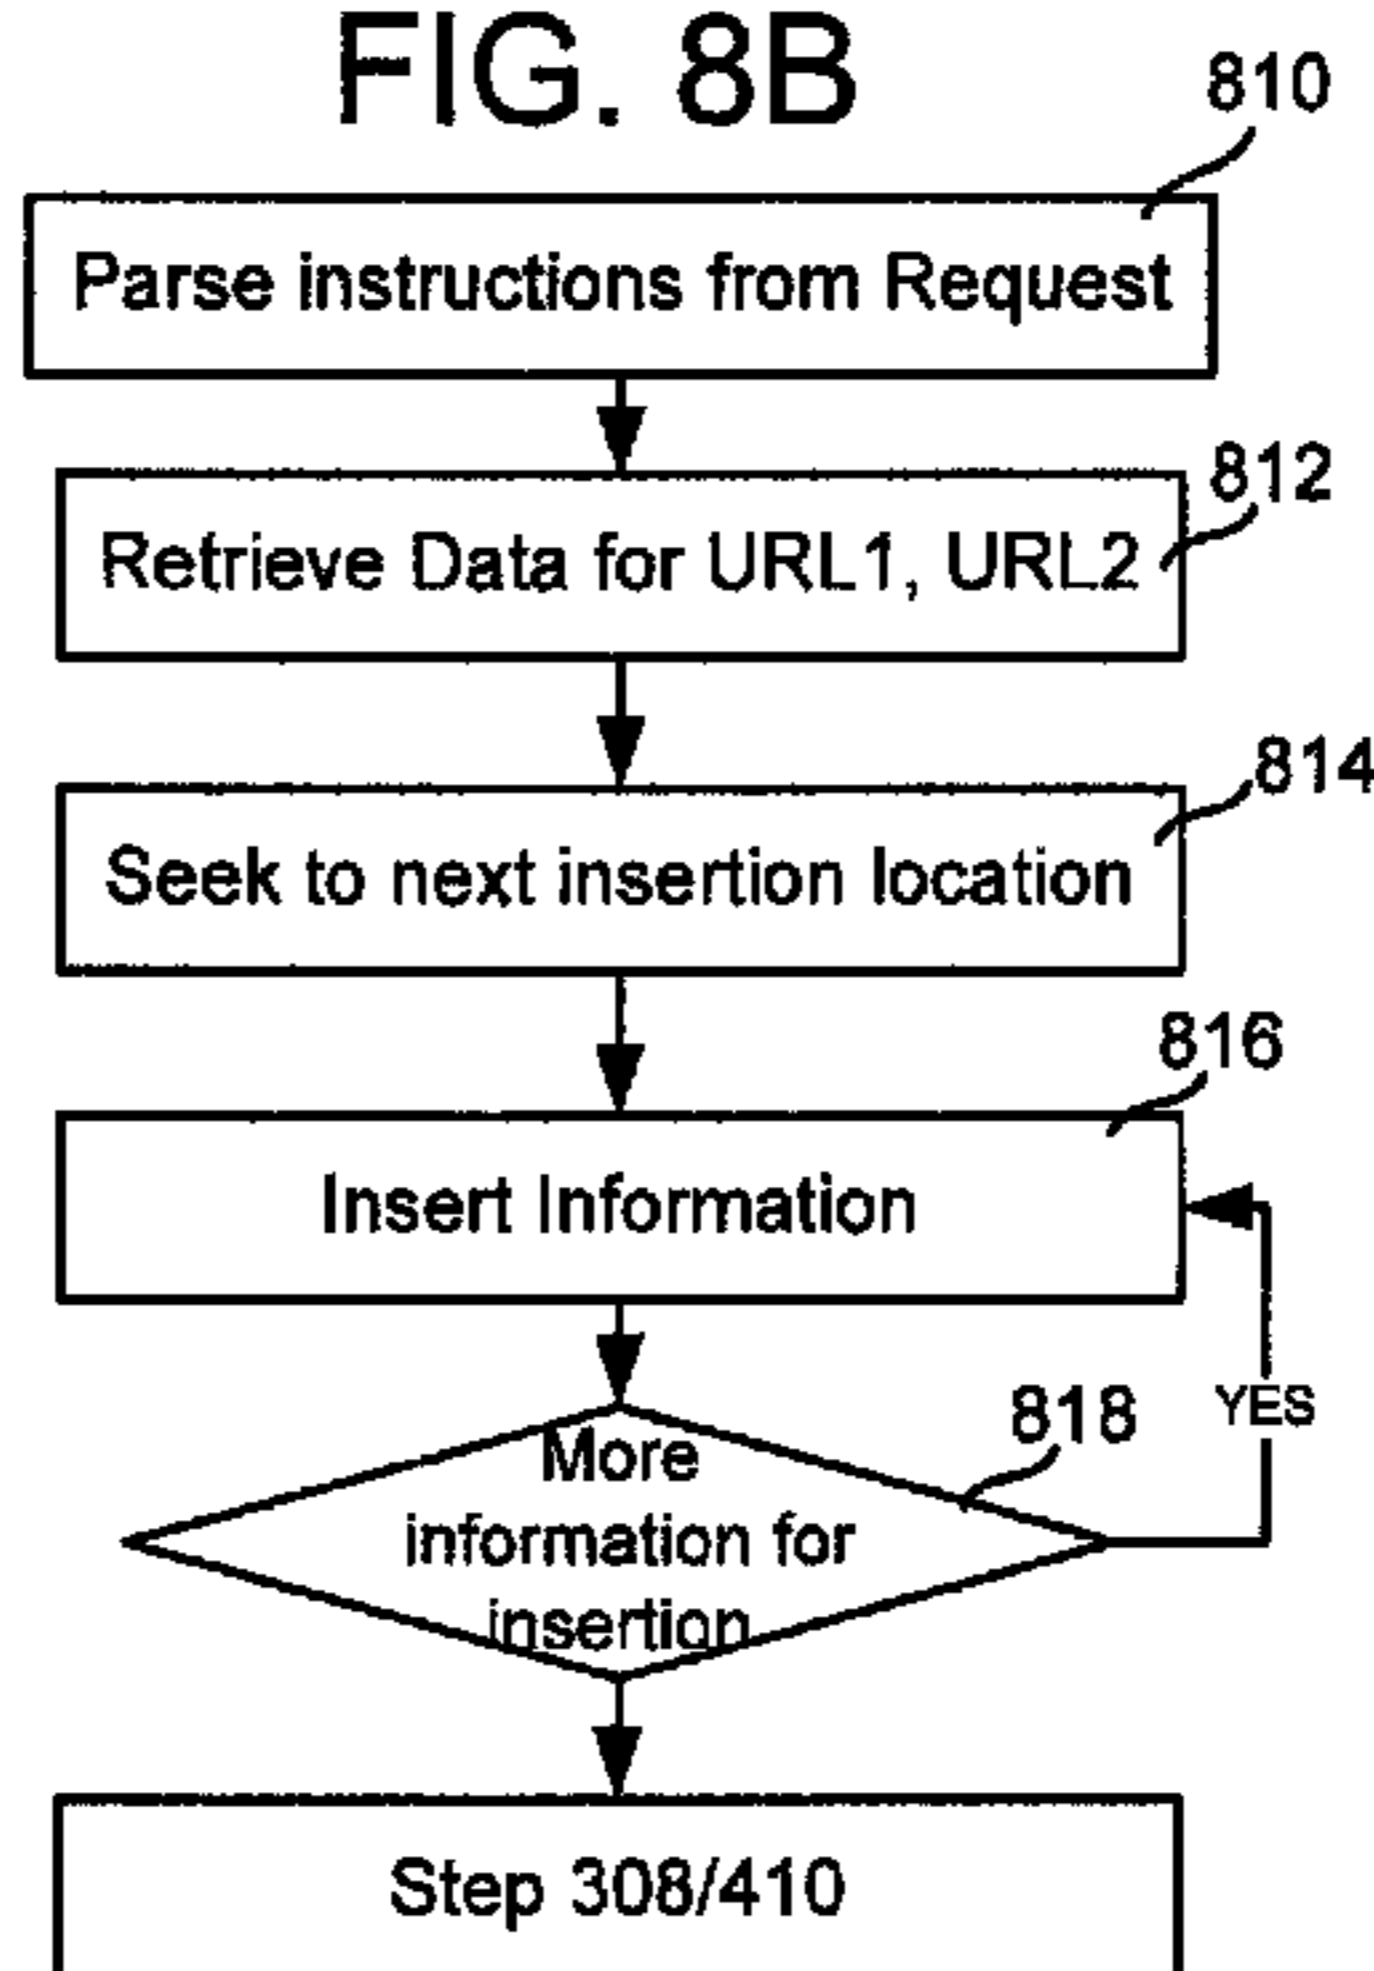 FIG. 8B
810
Parse instructions from Request
812
Retrieve Data for URL1, URL2
814
Seek to next insertion location
816
Insert Information
818
YES
More
information for
insertion
Step 308/410